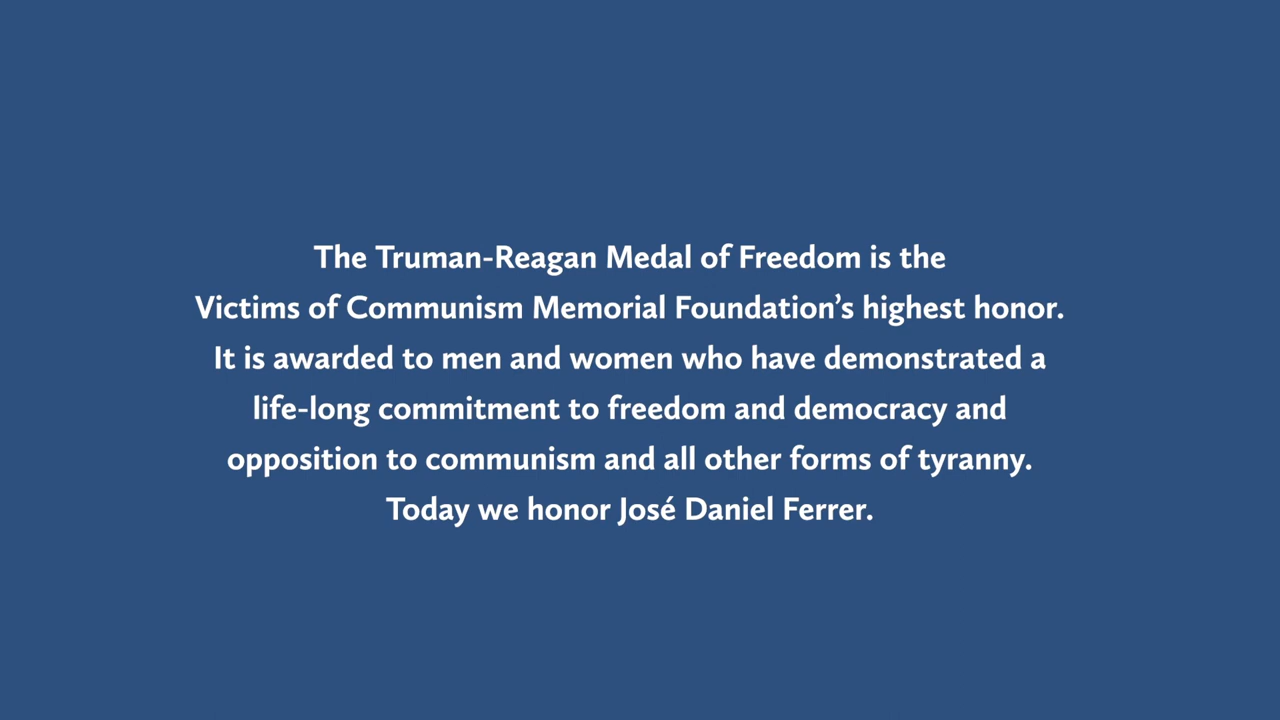 The Truman-Reagan Medal of Freedom is the
Victims of Communism Memorial Foundation’s highest honor.
It is awarded to men and women who have demonstrated a
life-long commitment to freedom and democracy and
opposition to communism and all other forms of tyranny.
Today we honor José Daniel Ferrer.